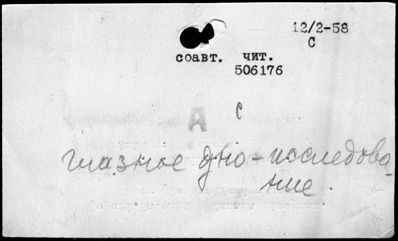 12/2-58
С
соавт. чит.
506176
с
А
глазное дно - исследова-
ние.